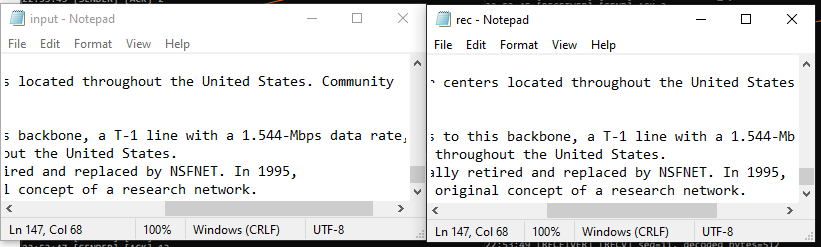 input - Notepad
File Edit Format View Help
s located throughout the United States. Community
s backbone, a T-1 line with a 1.544-Mbps data rate,
out the United States.
ired and replaced by NSFNET. In 1995,
l concept of a research network.
Ln 147, Col 68 100% Windows (CRLF) UTF-8
rec - Notepad
File Edit Format View Help
r centers located throughout the United States
s to this backbone, a T-1 line with a 1.544-Mb
throughout the United States.
ally retired and replaced by NSFNET. In 1995,
original concept of a research network.
Ln 147, Col 68 100% Windows (CRLF) UTF-8